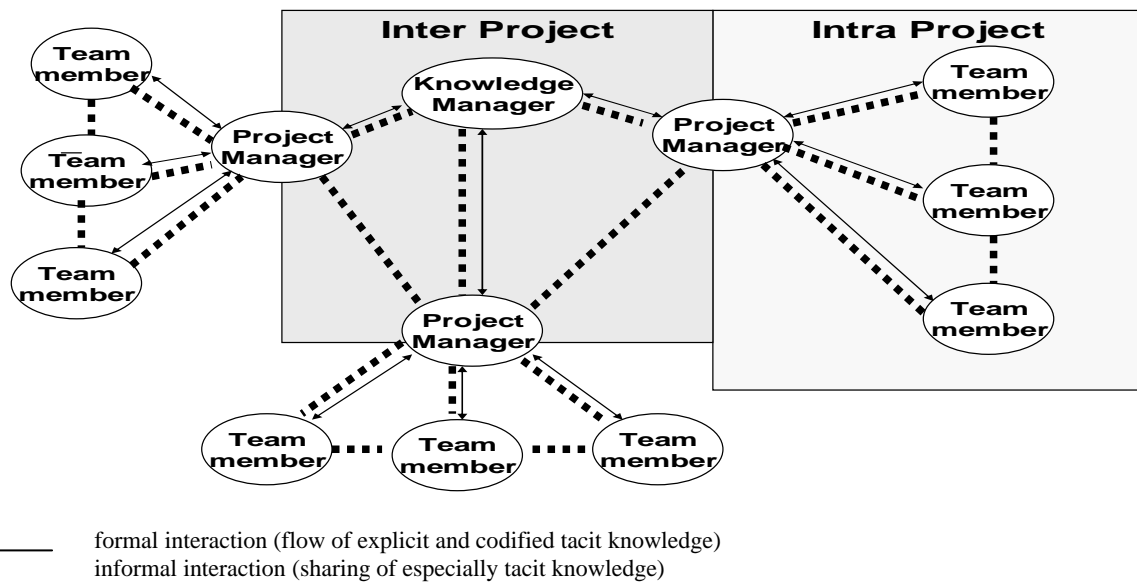 Inter Project
Intra Project
Team
member
Knowledge
Manager
Team
member
Project
Manager
Project
Manager
Team
member
Team
member
Team
member
Team
member
Project
Manager
Team
member
Team
member
Team
member
Team
member
formal interaction (flow of explicit and codified tacit knowledge)
informal interaction (sharing of especially tacit knowledge)